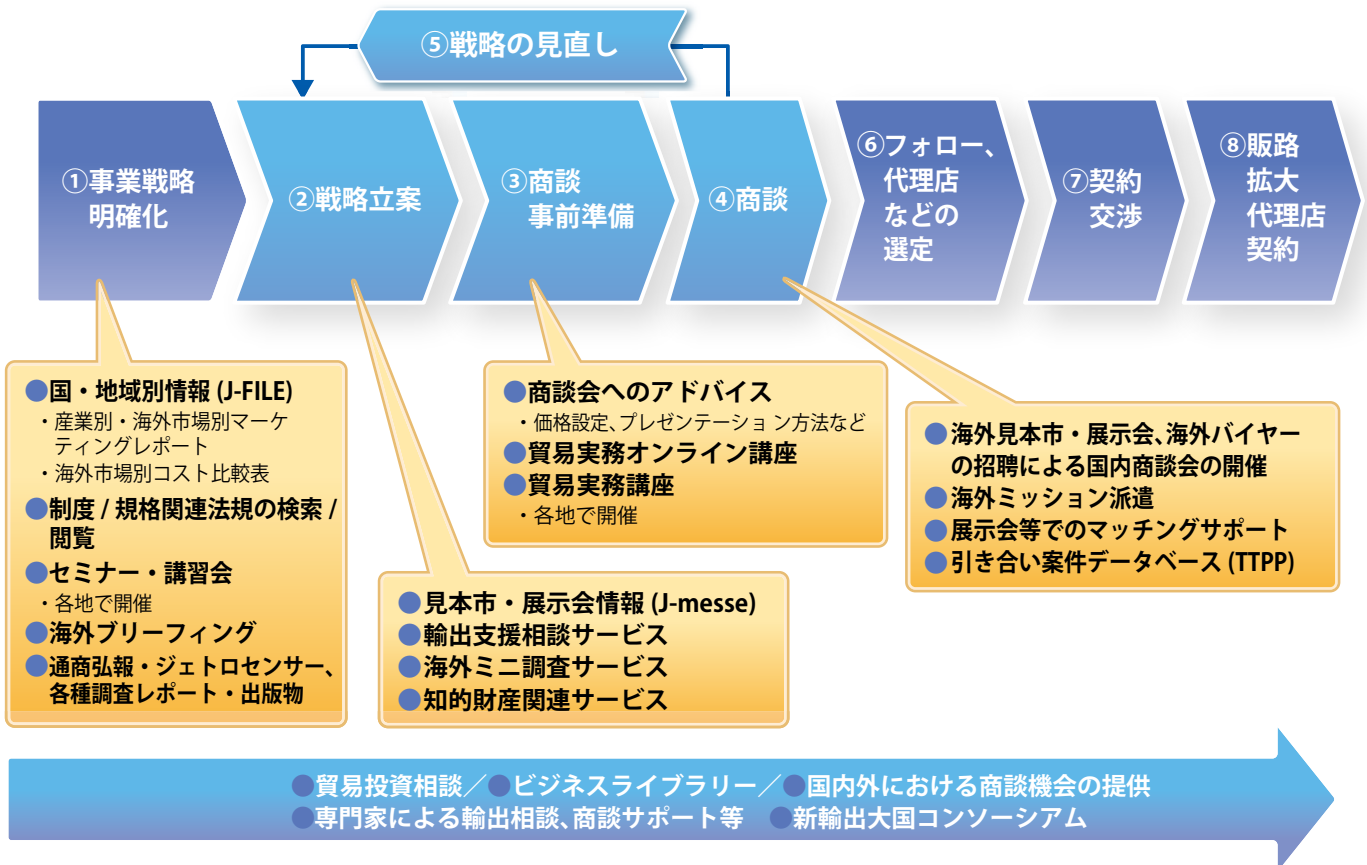 ⑤戦略の見直し
①事業戦略
明確化
②戦略立案
③商談
事前準備
④商談
⑥フォロー、
代理店
などの
選定
⑦契約
交渉
⑧販路
拡大
代理店
契約
●国・地域別情報 (J-FILE)
・産業別・海外市場別マーケ
ティングレポート
・海外市場別コスト比較表
●制度 / 規格関連法規の検索 /
閲覧
●セミナー・講習会
・各地で開催
●海外ブリーフィング
●通商弘報・ジェトロセンサー、
各種調査レポート・出版物
●見本市・展示会情報 (J-messe)
●輸出支援相談サービス
●海外ミニ調査サービス
●知的財産関連サービス
●商談会へのアドバイス
・価格設定、プレゼンテーション方法など
●貿易実務オンライン講座
●貿易実務講座
・各地で開催
●海外見本市・展示会、海外バイヤー
の招聘による国内商談会の開催
●海外ミッション派遣
●展示会等でのマッチングサポート
●引き合い案件データベース (TTPP)
●貿易投資相談／●ビジネスライブラリー／●国内外における商談機会の提供
●専門家による輸出相談、商談サポート等 ●新輸出大国コンソーシアム